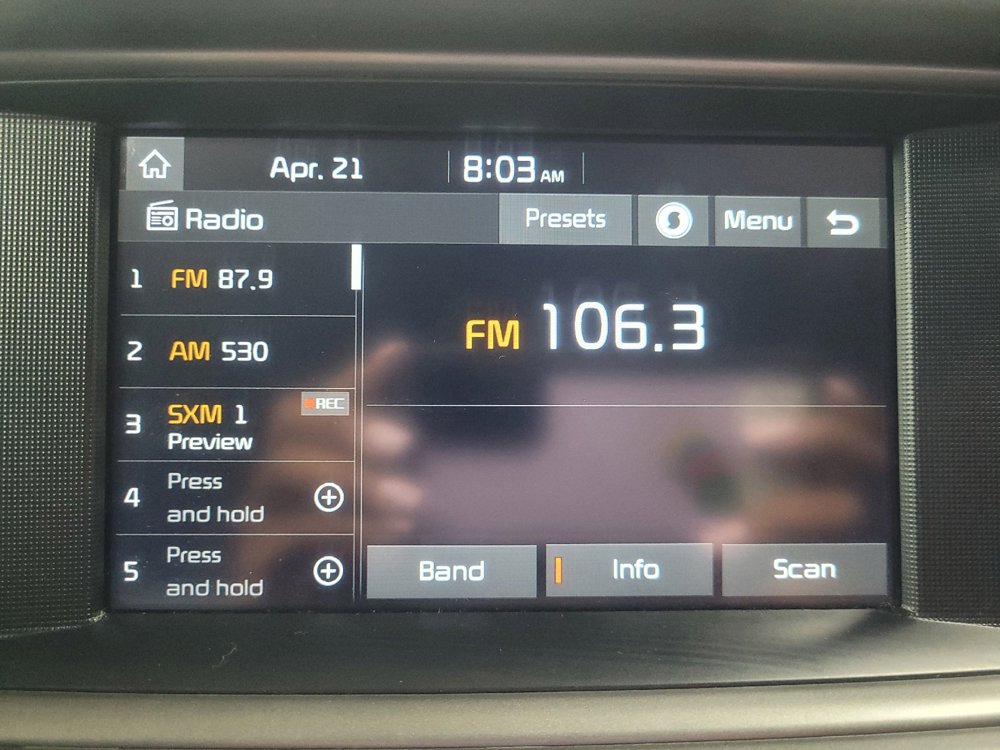 Apr. 21 8:03 AM
Radio Presets Menu
1 FM 87.9
2 AM 530
3 SXM 1 REC
Preview
4 Press
and hold
5 Press
and hold
FM 106.3
Band Info Scan